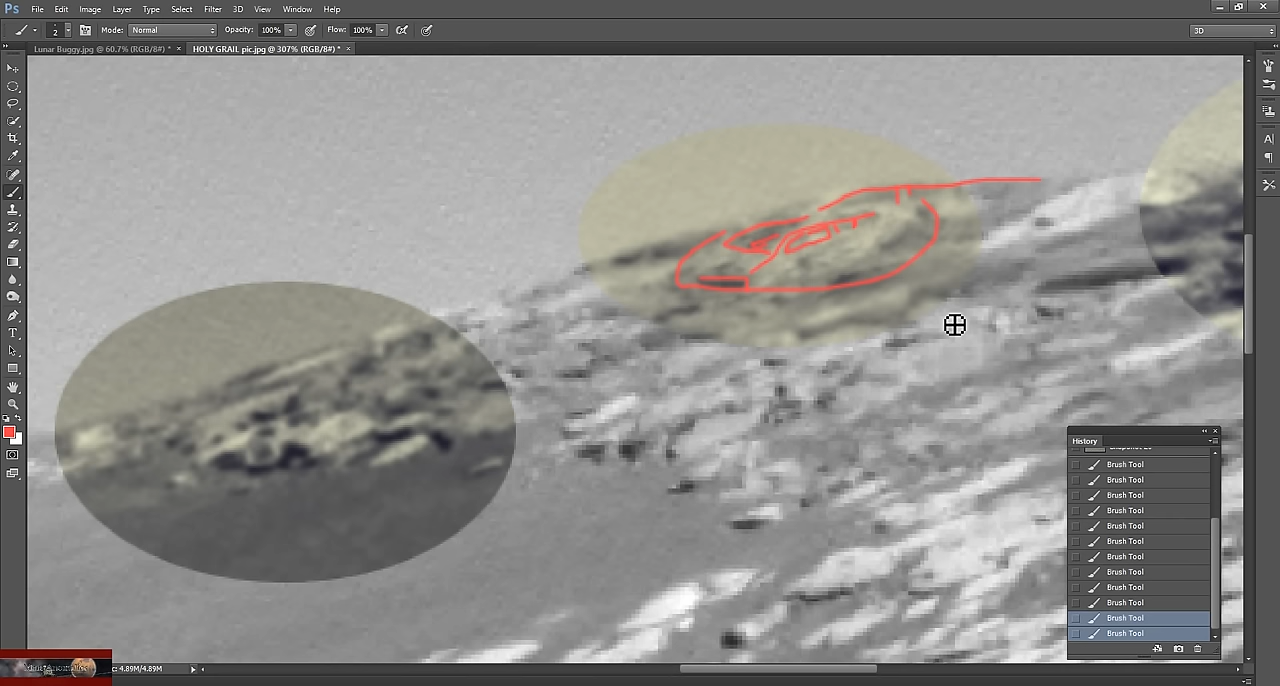 Ps File Edit Image Layer Type Select Filter 3D View Window Help
2 Mode: Normal Opacity: 100% Flow: 100% 3D
Lunar Buggy.jpg @ 60.7% (RGB/8#) * × HOLY GRAIL pic.jpg @ 307% (RGB/8#) * ×
History
Brush Tool
Brush Tool
Brush Tool
Brush Tool
Brush Tool
Brush Tool
Brush Tool
Brush Tool
Brush Tool
Brush Tool
Brush Tool
Brush Tool
c: 4.89M/4.89M